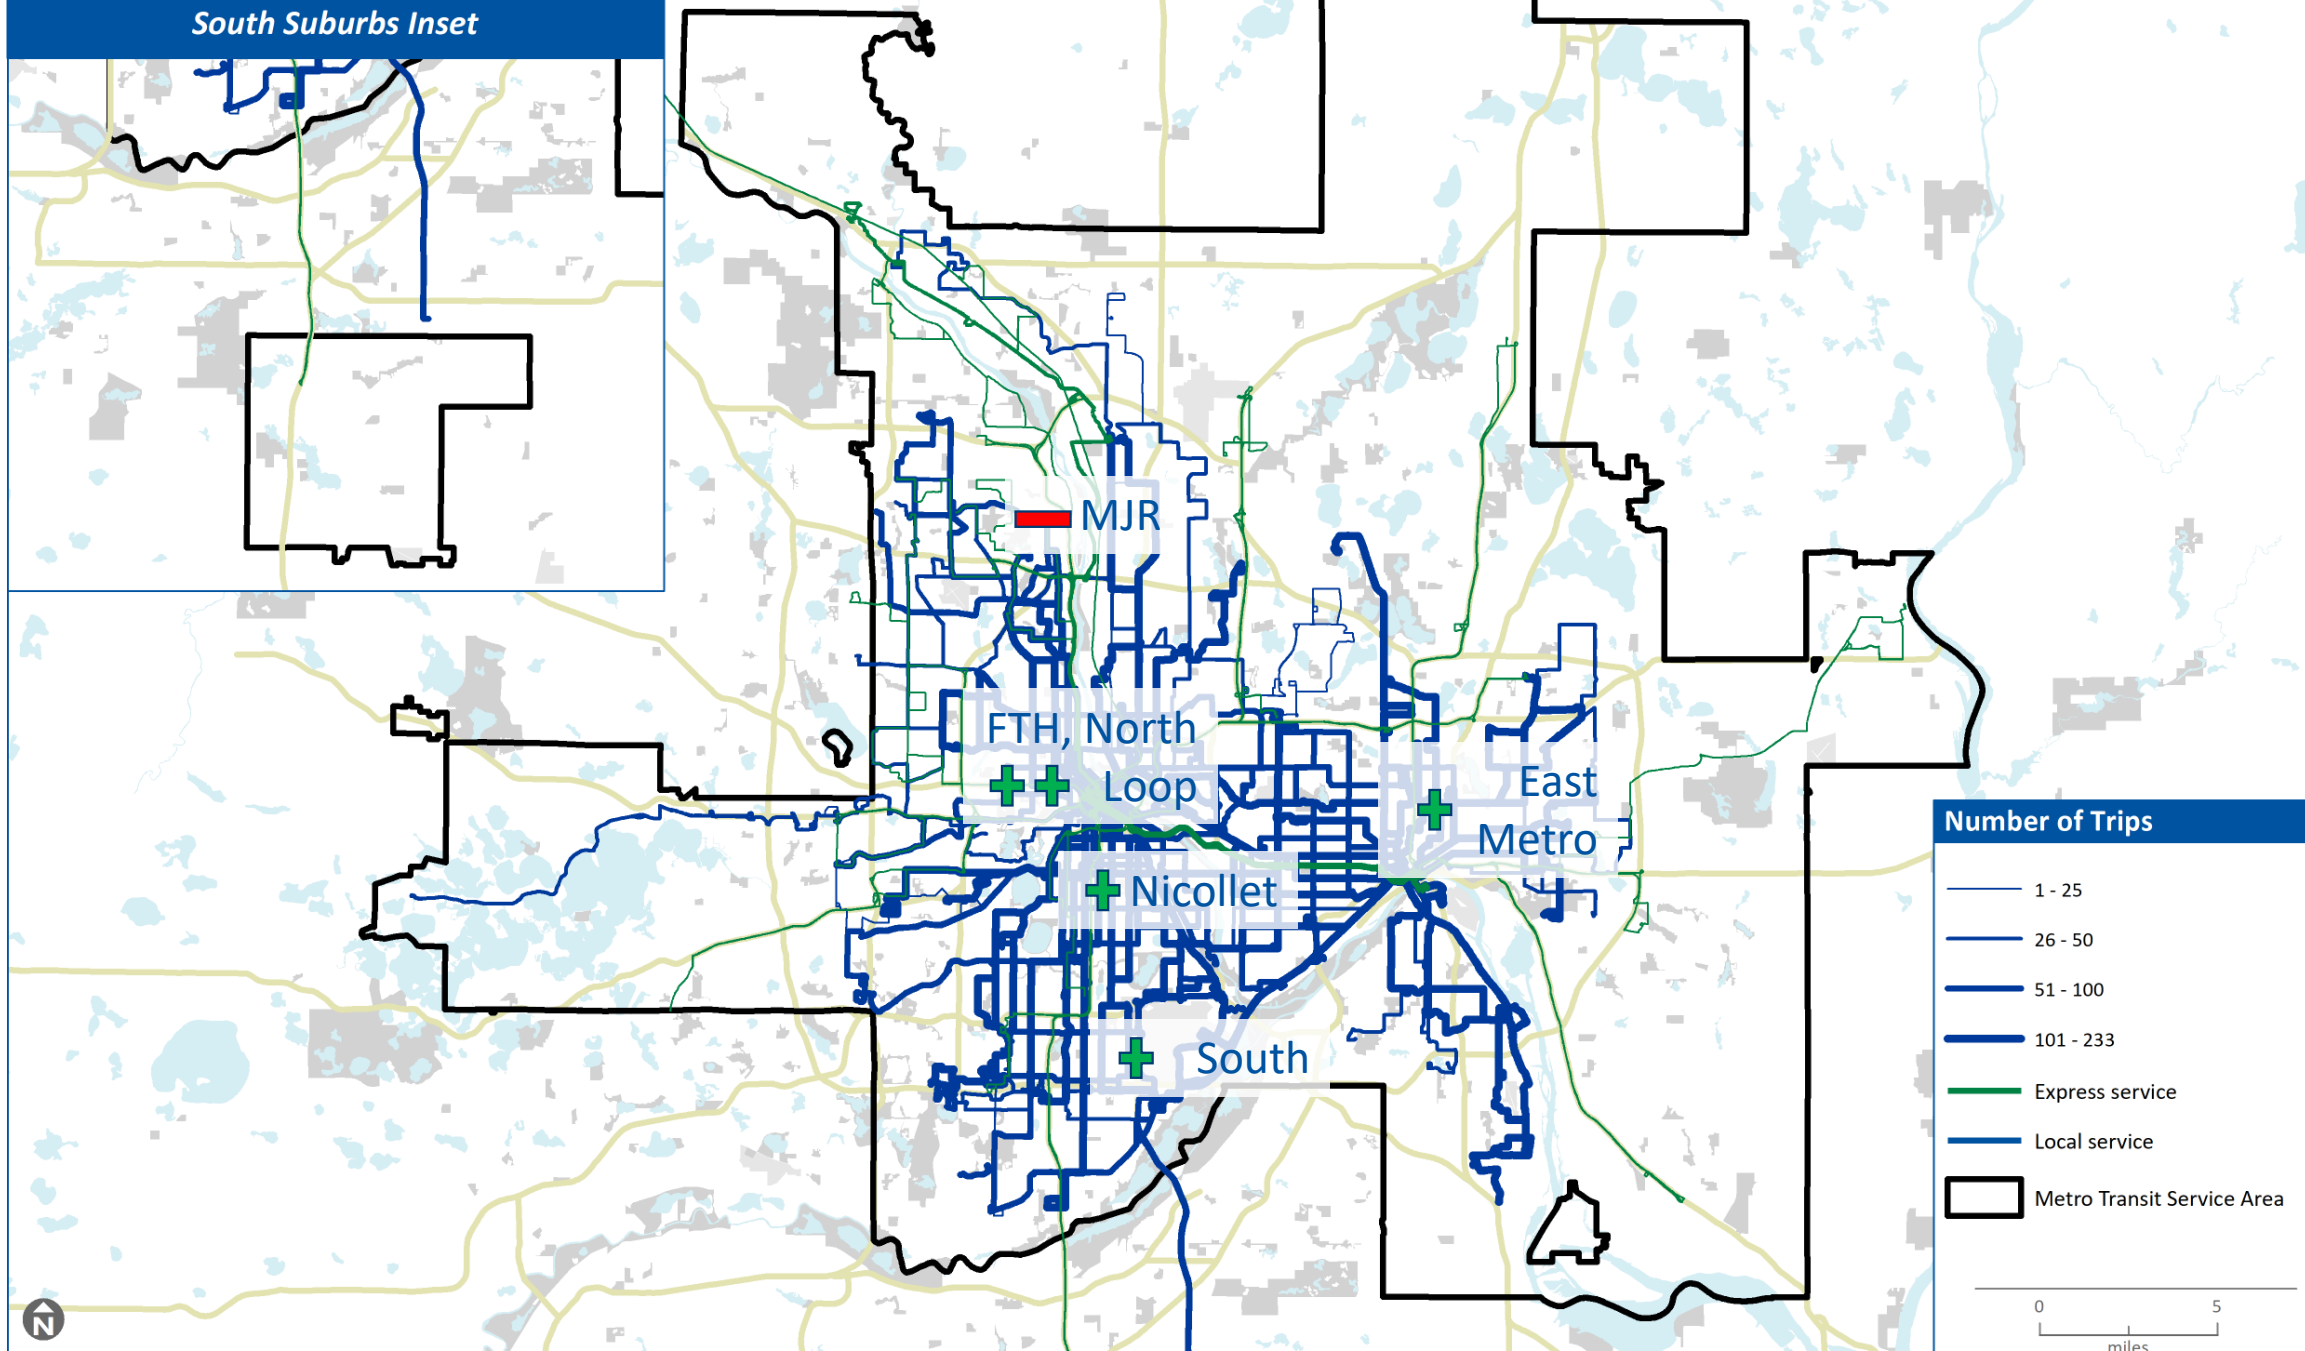 South Suburbs Inset
MJR
FTH, North
Loop
East
Metro
Nicollet
South
Number of Trips
1 - 25
26 - 50
51 - 100
101 - 233
Express service
Local service
Metro Transit Service Area
0 5
miles
N